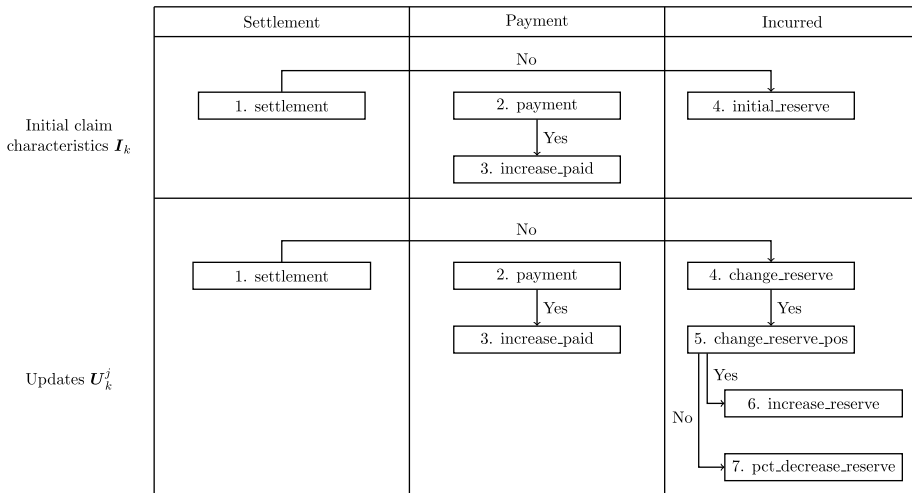 Settlement
Payment
Incurred
Initial claim
characteristics I_k
No
1. settlement
2. payment
4. initial_reserve
Yes
3. increase_paid
Updates U_k^j
No
1. settlement
2. payment
4. change_reserve
Yes
Yes
3. increase_paid
5. change_reserve_pos
Yes
6. increase_reserve
No
7. pct_decrease_reserve